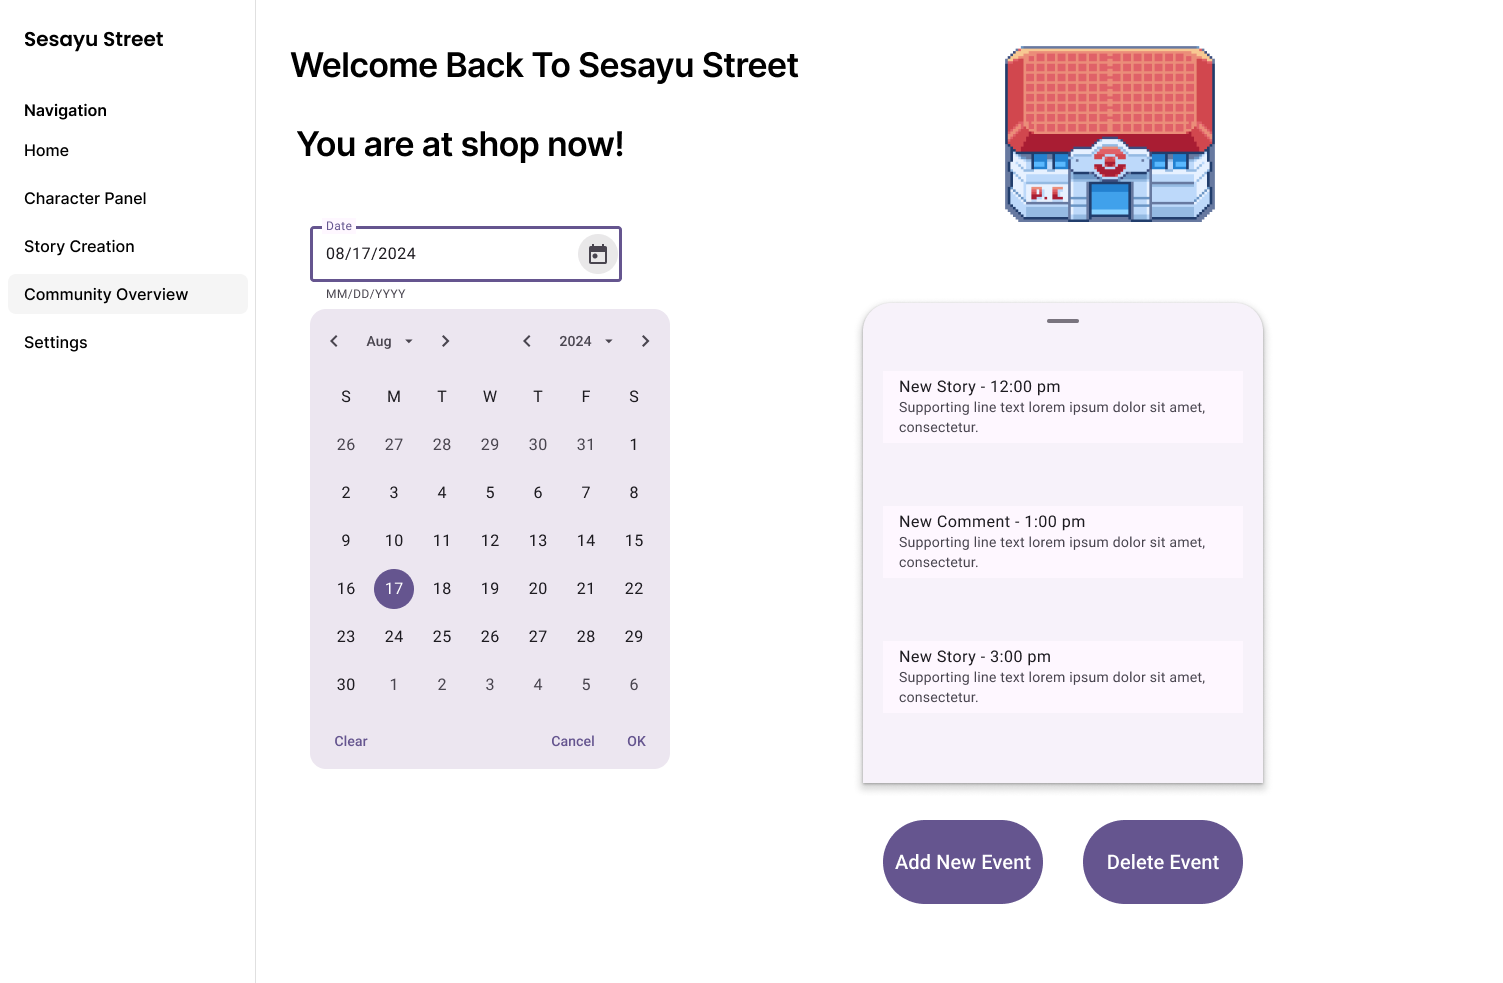 Sesayu Street
Navigation
Home
Character Panel
Story Creation
Community Overview
Settings
Welcome Back To Sesayu Street
You are at shop now!
P.C
Date
08/17/2024
MM/DD/YYYY
Aug 2024
S M T W T F S
26 27 28 29 30 31 1
2 3 4 5 6 7 8
9 10 11 12 13 14 15
16 17 18 19 20 21 22
23 24 25 26 27 28 29
30 1 2 3 4 5 6
Clear Cancel OK
New Story - 12:00 pm
Supporting line text lorem ipsum dolor sit amet,
consectetur.
New Comment - 1:00 pm
Supporting line text lorem ipsum dolor sit amet,
consectetur.
New Story - 3:00 pm
Supporting line text lorem ipsum dolor sit amet,
consectetur.
Add New Event
Delete Event